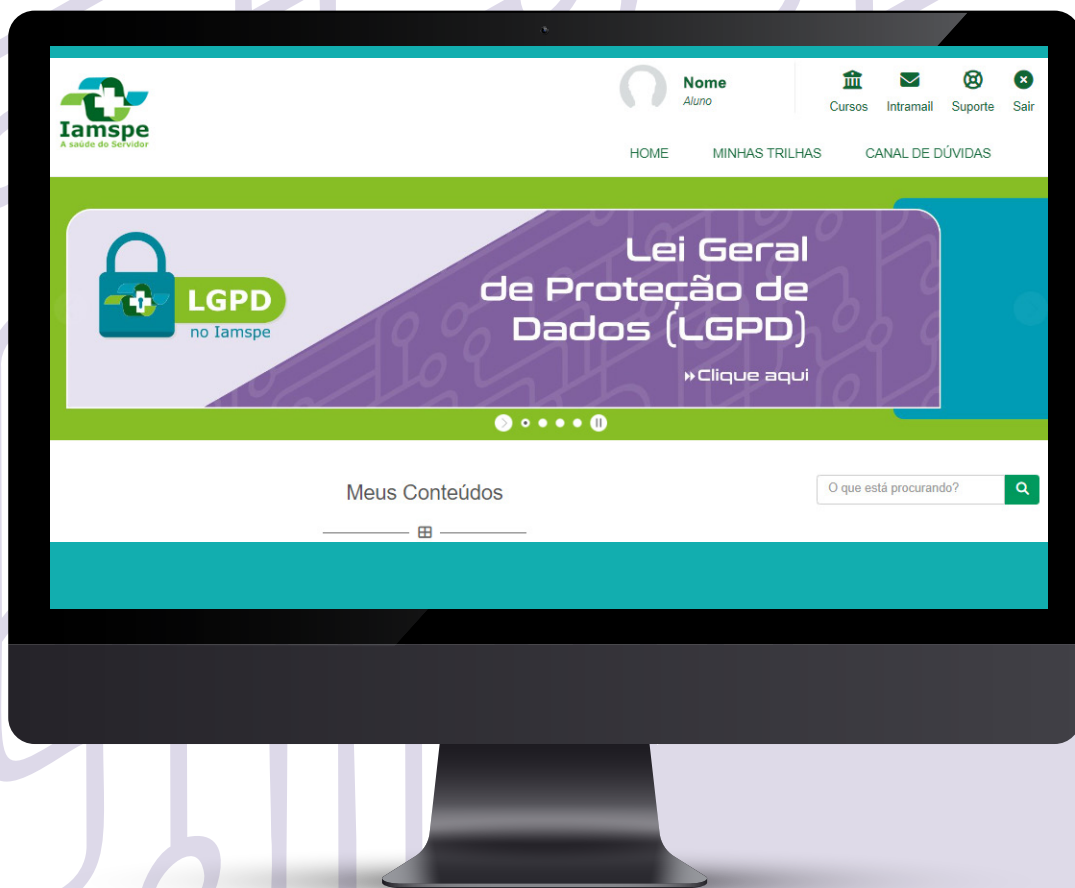 Iamspe
A saúde do Servidor
Nome
Aluno
Cursos
Intramail
Suporte
Sair
HOME
MINHAS TRILHAS
CANAL DE DÚVIDAS
LGPD
no Iamspe
Lei Geral
de Proteção de
Dados (LGPD)
»Clique aqui
Meus Conteúdos
O que está procurando?